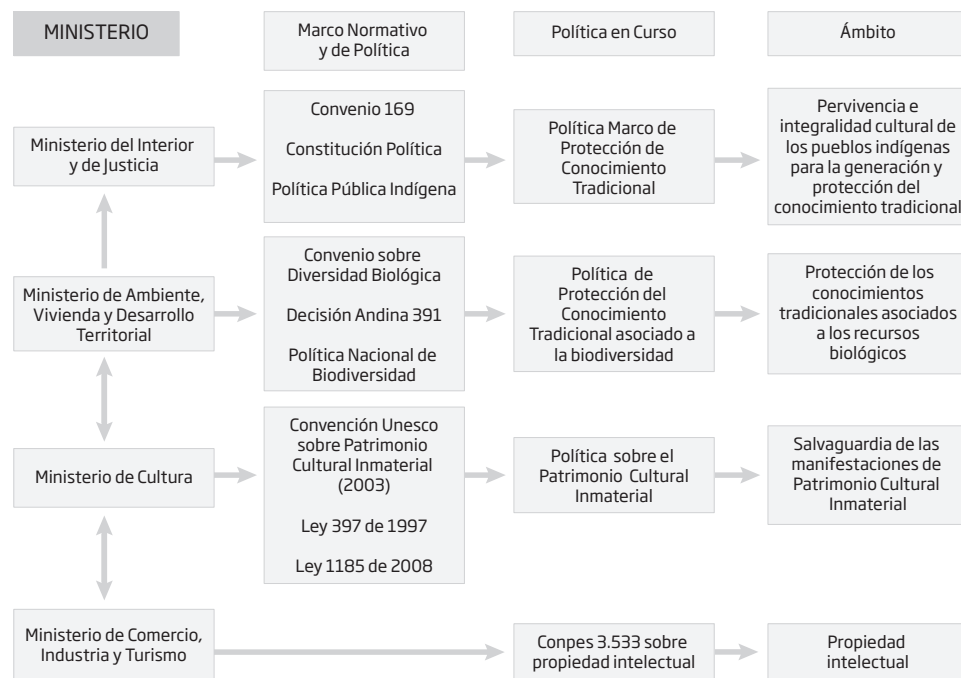 MINISTERIO
Marco Normativo
y de Política
Política en Curso
Ámbito
Ministerio del Interior
y de Justicia
Convenio 169
Constitución Política
Política Pública Indígena
Política Marco de
Protección de
Conocimiento
Tradicional
Pervivencia e
integralidad cultural de
los pueblos indígenas
para la generación y
protección del
conocimiento tradicional
Ministerio de Ambiente,
Vivienda y Desarrollo
Territorial
Convenio sobre
Diversidad Biológica
Decisión Andina 391
Política Nacional de
Biodiversidad
Política de
Protección del
Conocimiento
Tradicional asociado a
la biodiversidad
Protección de los
conocimientos
tradicionales asociados
a los recursos
biológicos
Ministerio de Cultura
Convención Unesco
sobre Patrimonio
Cultural Inmaterial
(2003)
Ley 397 de 1997
Ley 1185 de 2008
Política sobre el
Patrimonio Cultural
Inmaterial
Salvaguardia de las
manifestaciones de
Patrimonio Cultural
Inmaterial
Ministerio de Comercio,
Industria y Turismo
Conpes 3.533 sobre
propiedad intelectual
Propiedad
intelectual